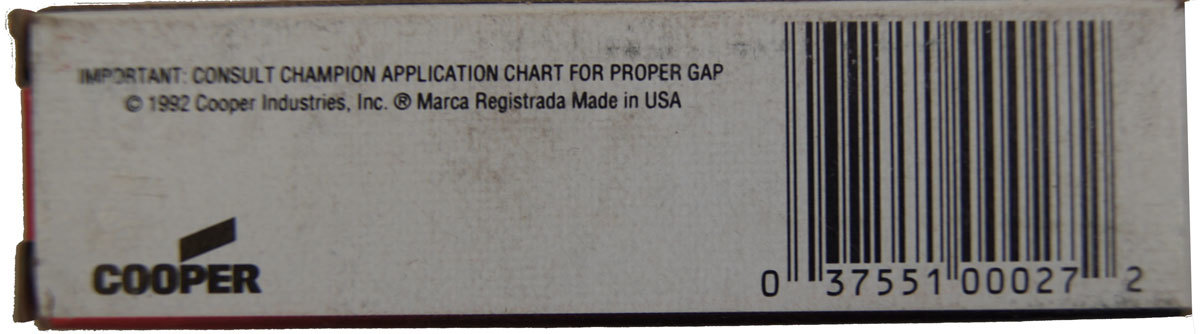 IMPORTANT: CONSULT CHAMPION APPLICATION CHART FOR PROPER GAP
© 1992 Cooper Industries, Inc. ® Marca Registrada Made in USA
COOPER
0 37551 00027 2